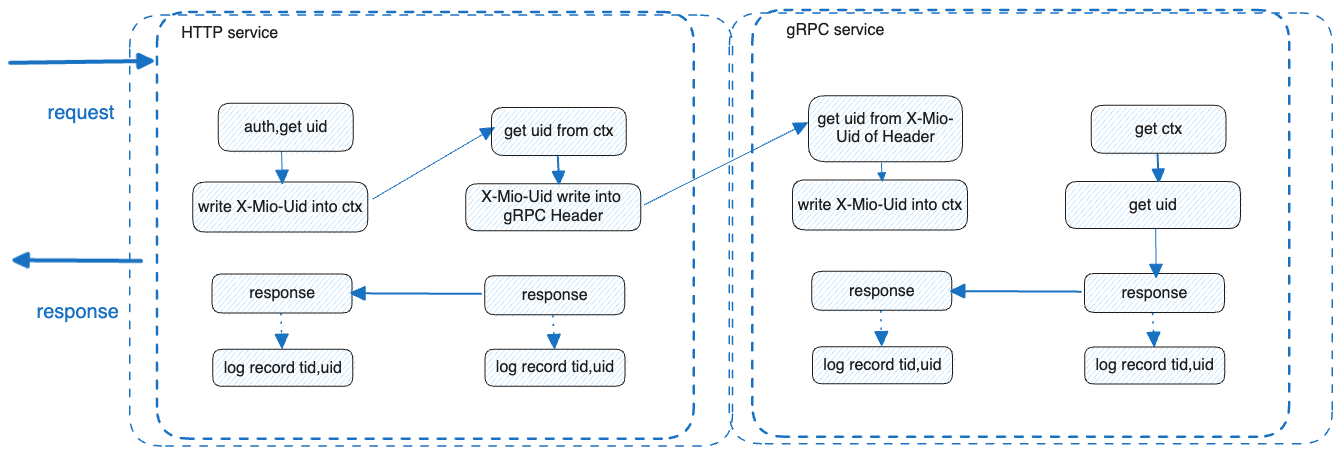 HTTP service
gRPC service
request
auth,get uid
get uid from ctx
get uid from X-Mio-
Uid of Header
get ctx
write X-Mio-Uid into ctx
X-Mio-Uid write into
gRPC Header
write X-Mio-Uid into ctx
get uid
response
response
response
response
response
log record tid,uid
log record tid,uid
log record tid,uid
log record tid,uid